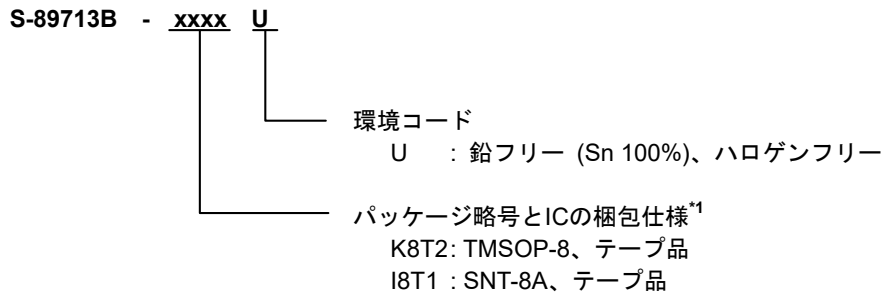 S-89713B - xxxx U
環境コード
U : 鉛フリー (Sn 100%)、ハロゲンフリー
パッケージ略号とICの梱包仕様*1
K8T2: TMSOP-8、テープ品
I8T1 : SNT-8A、テープ品